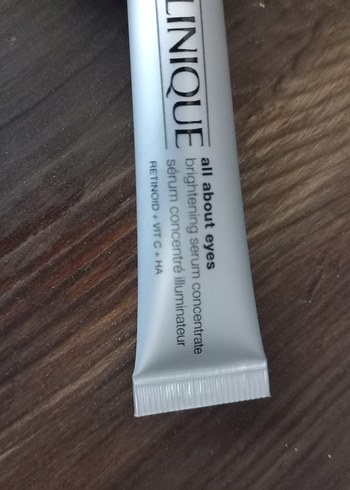 LINIQUE
all about eyes
brightening serum concentrate
sérum concentré illuminateur
RETINOID + VIT C + HA